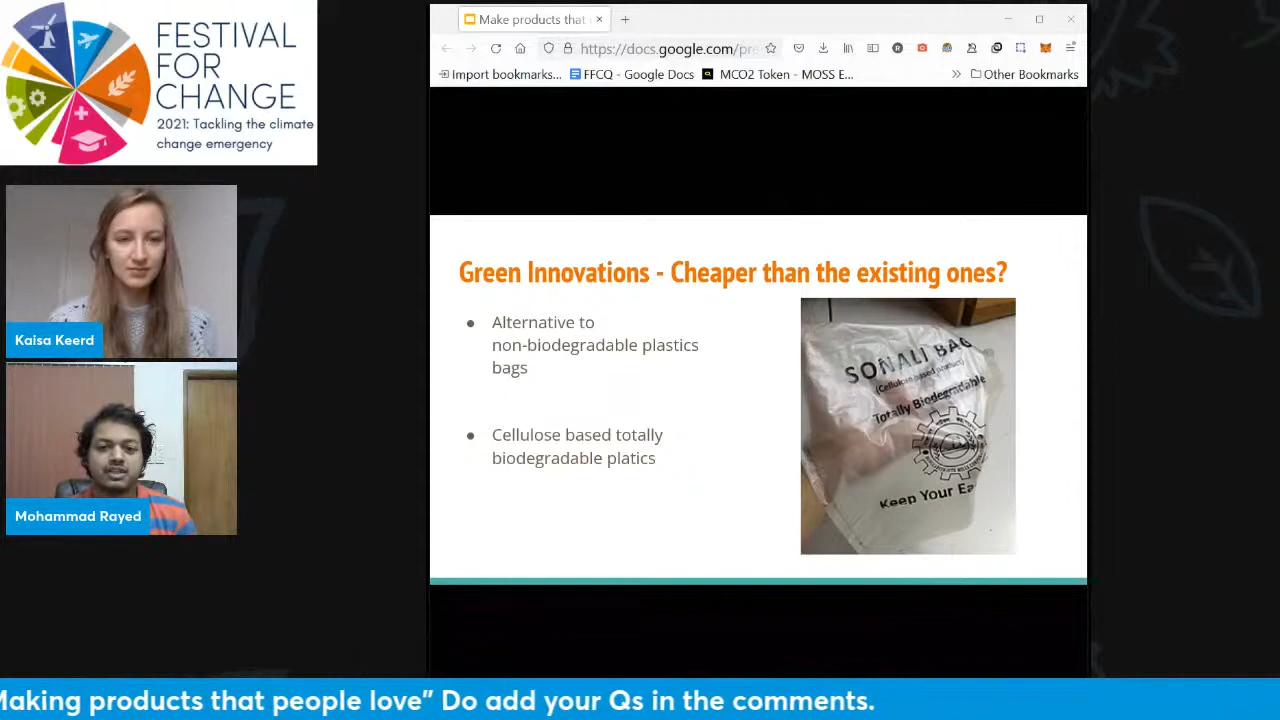 FESTIVAL
FOR
CHANGE
2021: Tackling the climate
change emergency
Kaisa Keerd
Mohammad Rayed
Make products that
https://docs.google.com/pre
Import bookmarks...
FFCQ - Google Docs
MCO2 Token - MOSS E...
Other Bookmarks
Green Innovations - Cheaper than the existing ones?
● Alternative to
non-biodegradable plastics
bags
● Cellulose based totally
biodegradable platics
SONALI BAG
(Cellulose based product)
Totally Biodegradable
Keep Your Ea
Making products that people love” Do add your Qs in the comments.